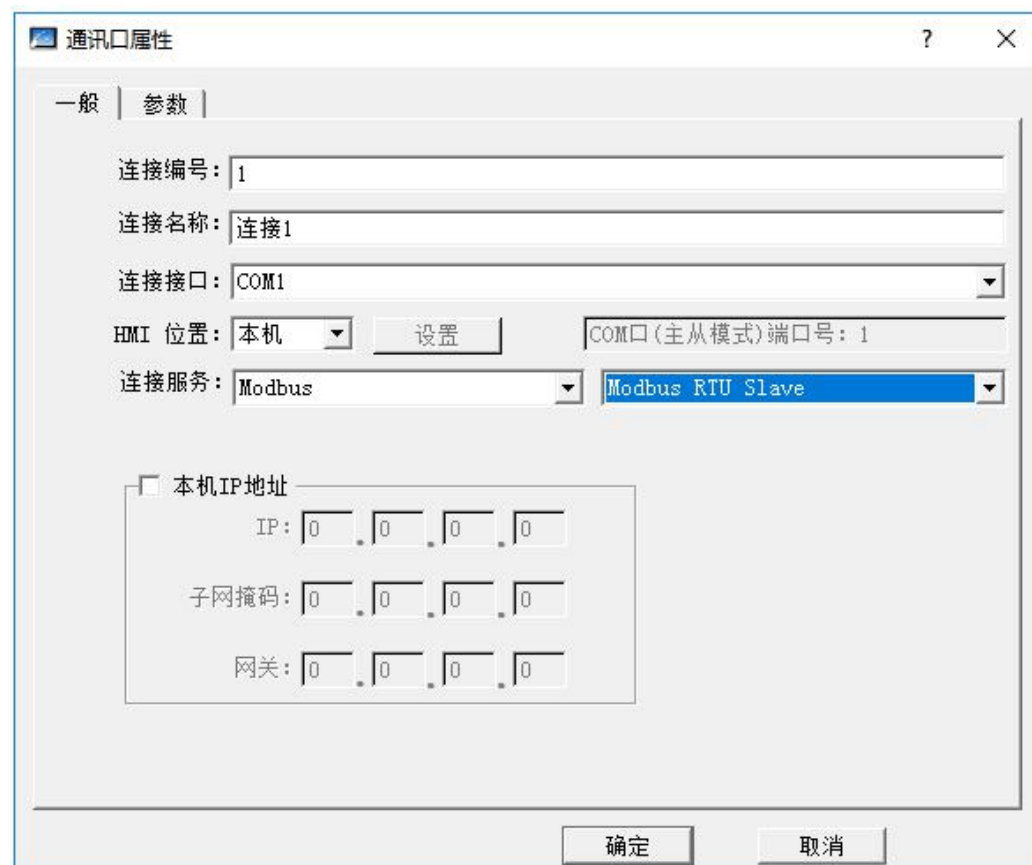 通讯口属性 ? ×
一般 参数
连接编号: 1
连接名称: 连接1
连接接口: COM1
HMI 位置: 本机 设置 COM口(主从模式)端口号: 1
连接服务: Modbus Modbus RTU Slave
本机IP地址
IP: 0 . 0 . 0 . 0
子网掩码: 0 . 0 . 0 . 0
网关: 0 . 0 . 0 . 0
确定 取消